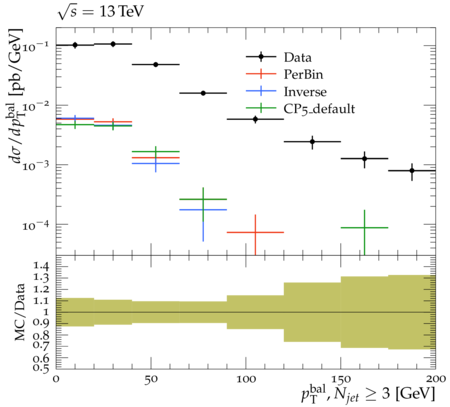 √s = 13 TeV
dσ/dp_T^bal [pb/GeV]
10⁻¹
10⁻²
10⁻³
10⁻⁴
Data
PerBin
Inverse
CP5_default
MC/Data
1.4
1.3
1.2
1.1
1
0.9
0.8
0.7
0.6
0.5
0 50 100 150 200
p_T^bal, N_jet ≥ 3 [GeV]